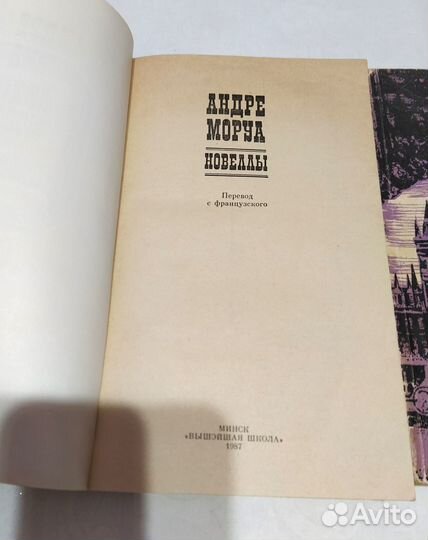 АНДРЕ
МОРУА
НОВЕЛЛЫ
Перевод
с французского
МИНСК
«ВЫШЭЙШАЯ ШКОЛА»
1987
Avito